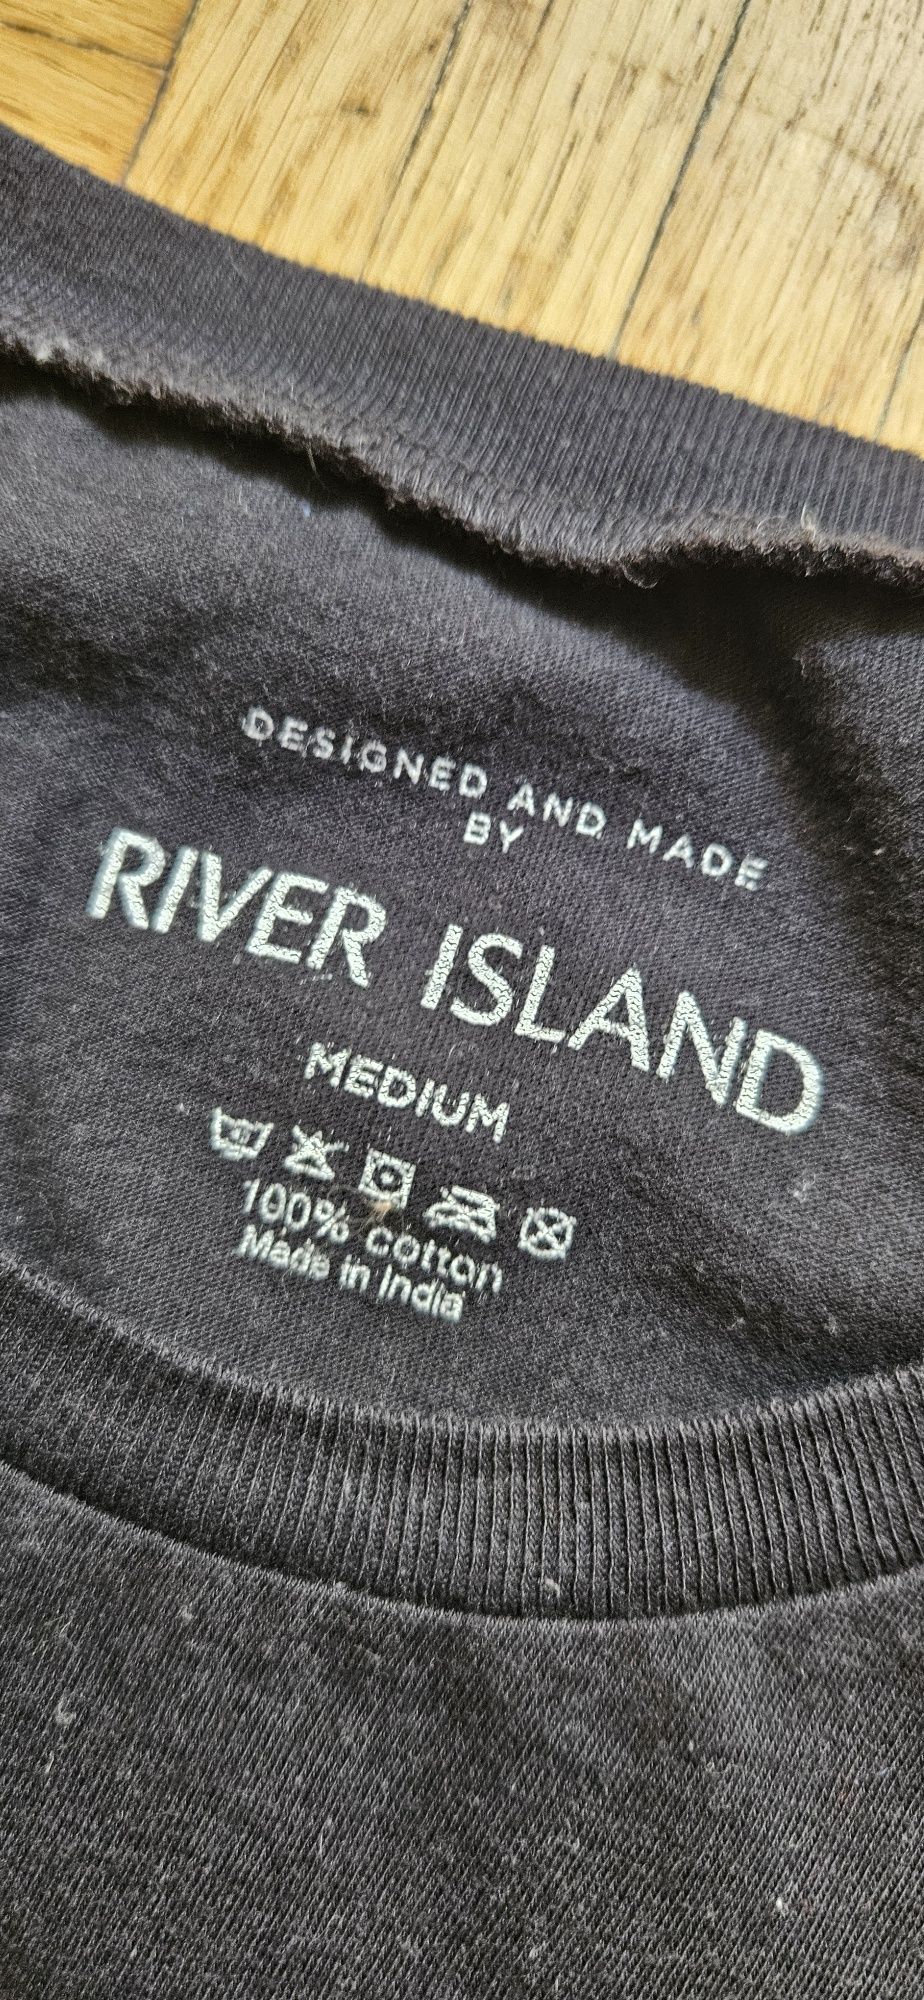 DESIGNED AND MADE
BY
RIVER ISLAND
MEDIUM
100% cotton
Made in India